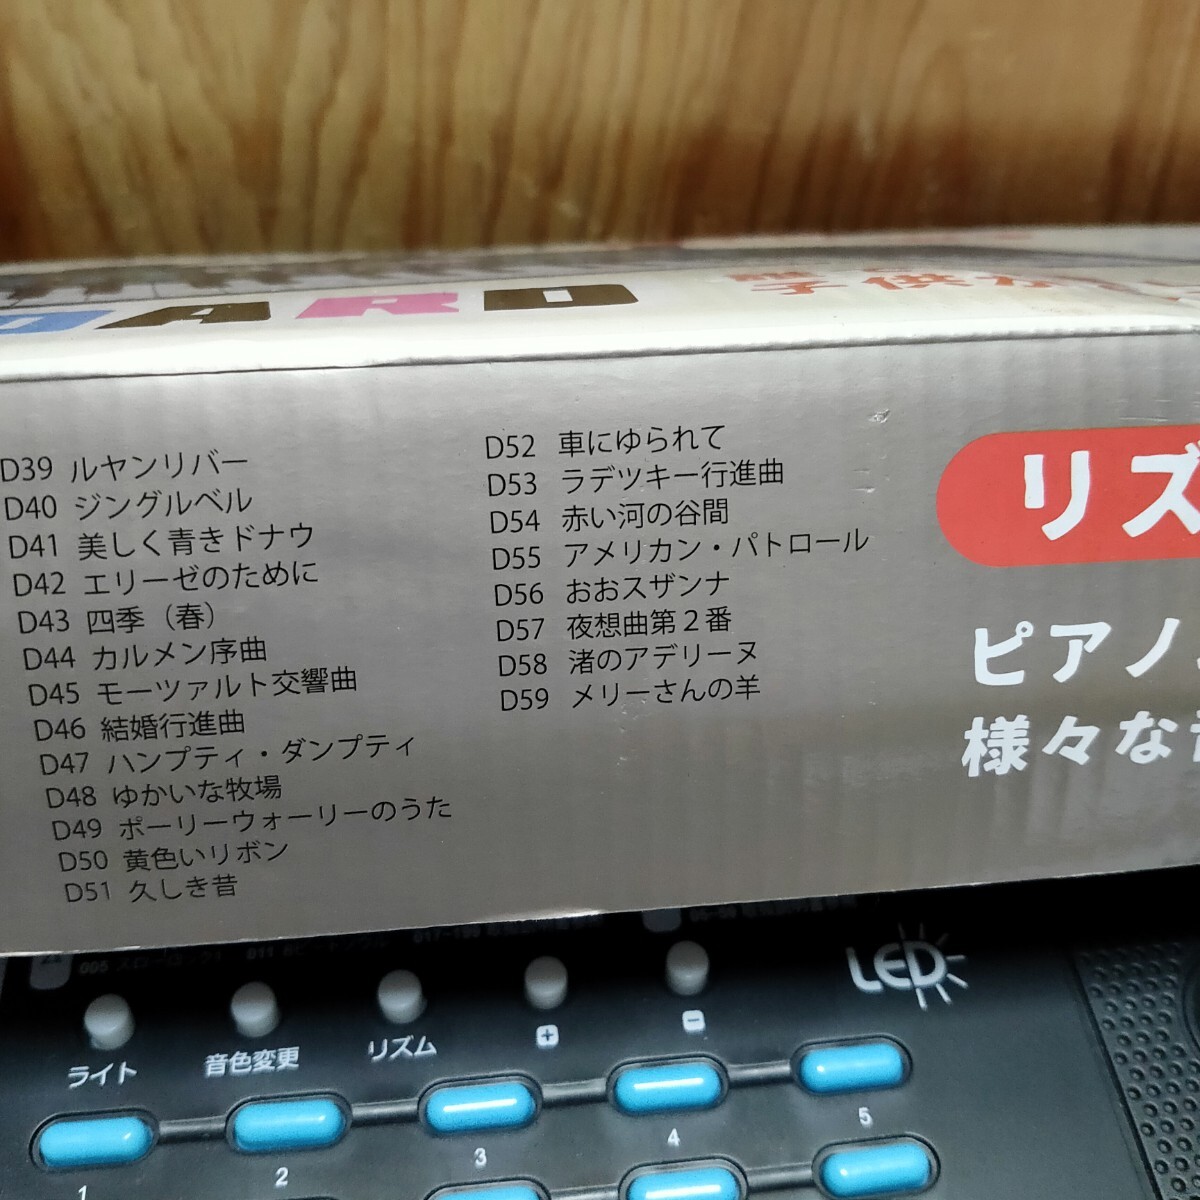 OARD
子供が
D39 ルヤンリバー
D40 ジングルベル
D41 美しく青きドナウ
D42 エリーゼのために
D43 四季（春）
D44 カルメン序曲
D45 モーツァルト交響曲
D46 結婚行進曲
D47 ハンプティ・ダンプティ
D48 ゆかいな牧場
D49 ポーリーウォーリーのうた
D50 黄色いリボン
D51 久しき昔
D52 車にゆられて
D53 ラデツキー行進曲
D54 赤い河の谷間
D55 アメリカン・パトロール
D56 おおスザンナ
D57 夜想曲第２番
D58 渚のアデリーヌ
D59 メリーさんの羊
リズ
ピアノ
様々な音
LED
ライト 音色変更 リズム + −
1 2 3 4 5